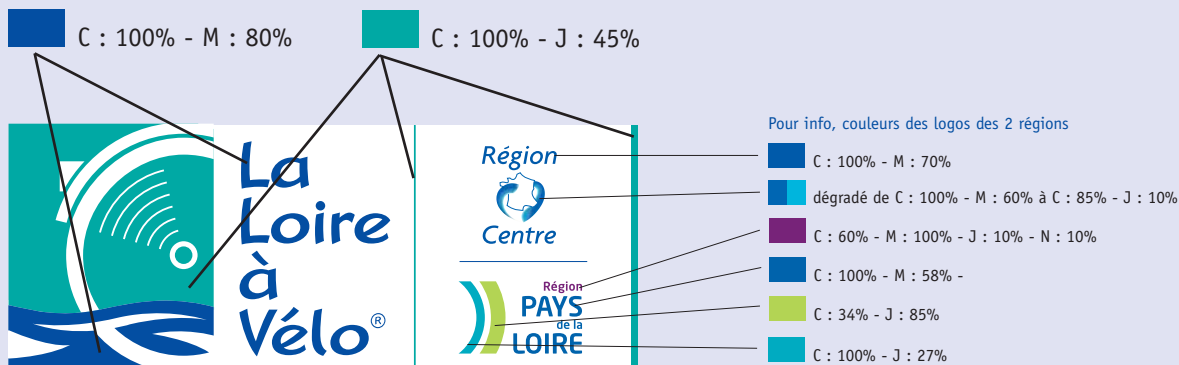 C : 100% - M : 80%
C : 100% - J : 45%
La
Loire
à
Vélo®
Région
Centre
Région
PAYS
de la
LOIRE
Pour info, couleurs des logos des 2 régions
C : 100% - M : 70%
dégradé de C : 100% - M : 60% à C : 85% - J : 10%
C : 60% - M : 100% - J : 10% - N : 10%
C : 100% - M : 58% -
C : 34% - J : 85%
C : 100% - J : 27%